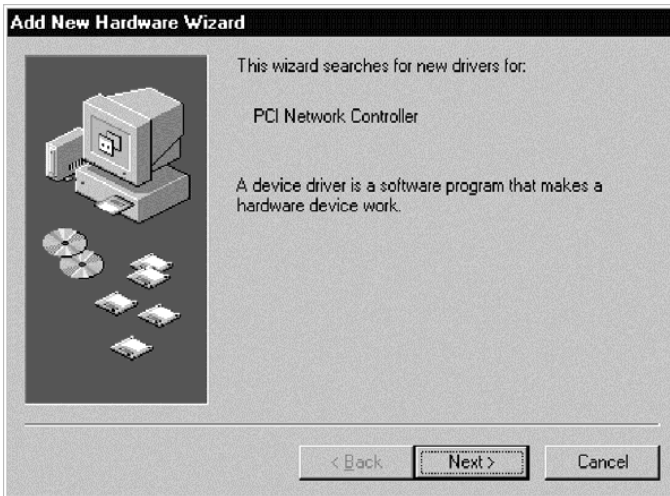 Add New Hardware Wizard
This wizard searches for new drivers for:
PCI Network Controller
A device driver is a software program that makes a
hardware device work.
< Back
Next >
Cancel